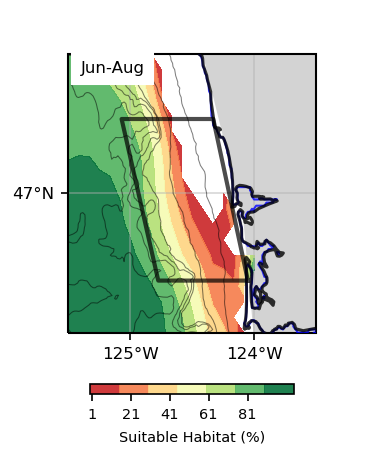 Jun-Aug
47°N
125°W 124°W
1 21 41 61 81
Suitable Habitat (%)